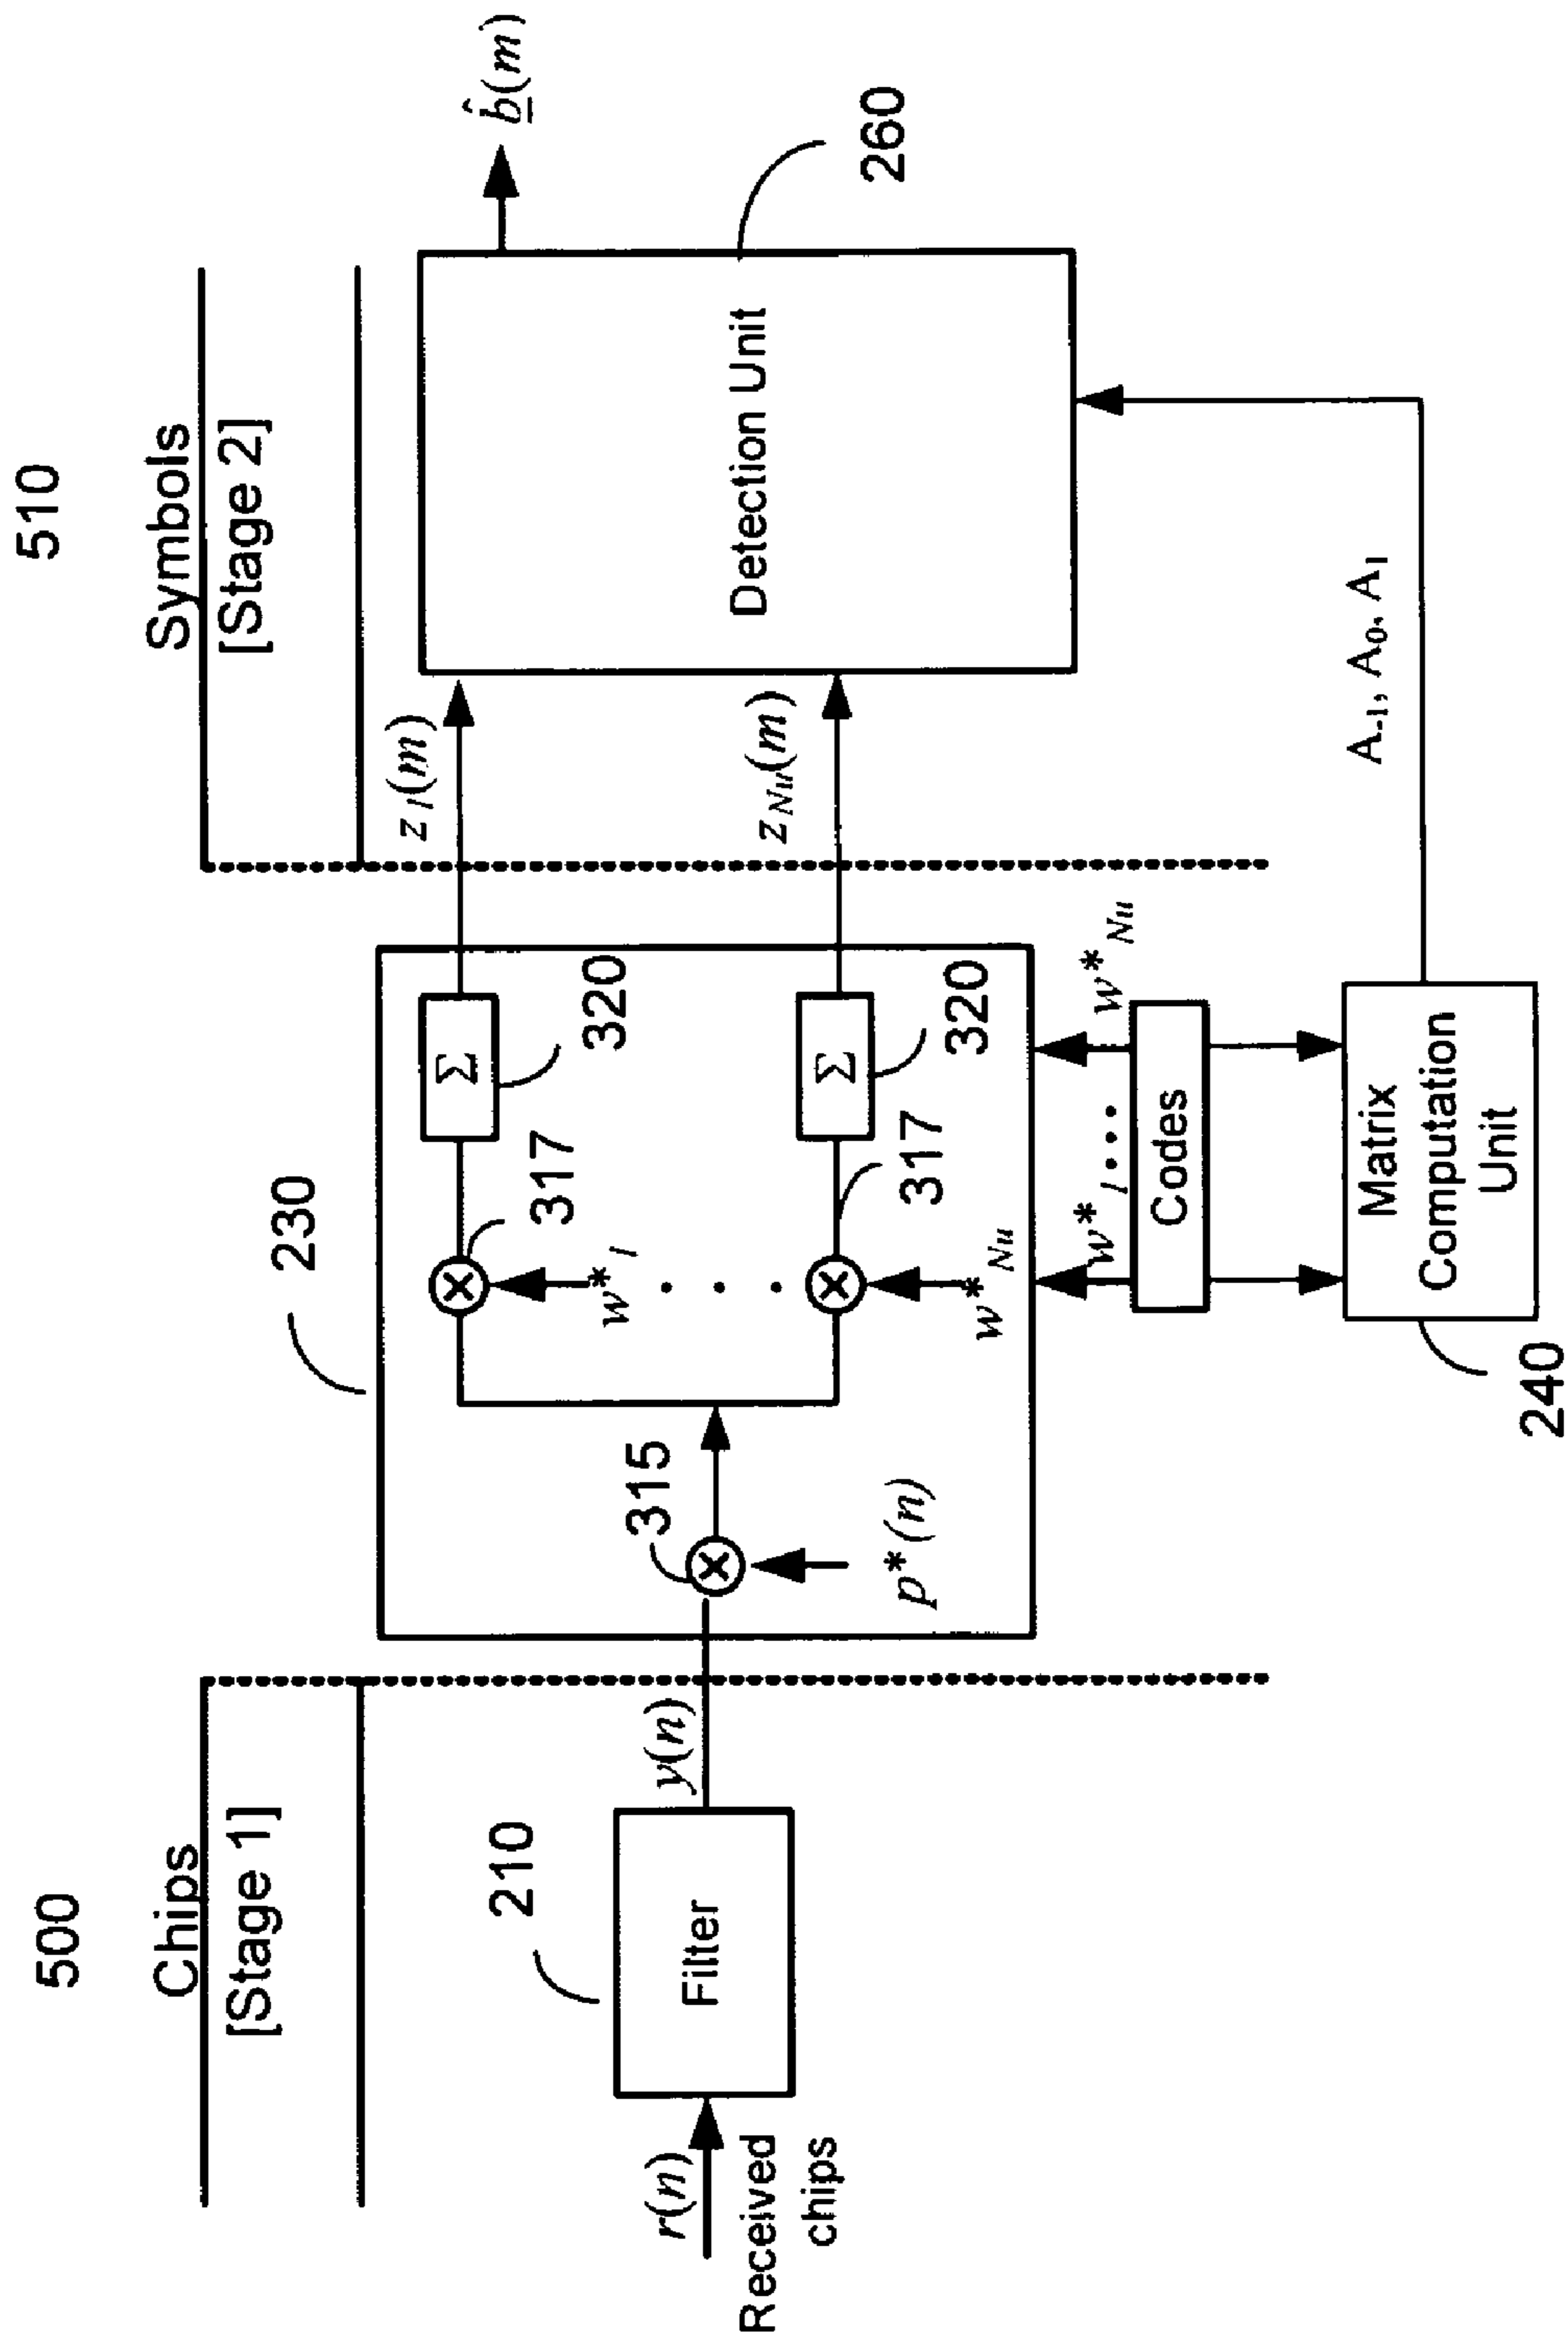 500
510
Chips
[Stage 1]
Symbols
[Stage 2]
r(n)
Received
chips
210
Filter
y(n)
230
315
p*(n)
317
w*1
Σ
320
. . .
317
w*Nu
Σ
320
z1(m)
zNu(m)
Detection Unit
260
b̂(m)
w*1 .... w*Nu
Codes
Matrix
Computation
Unit
240
A-1, A0, A1